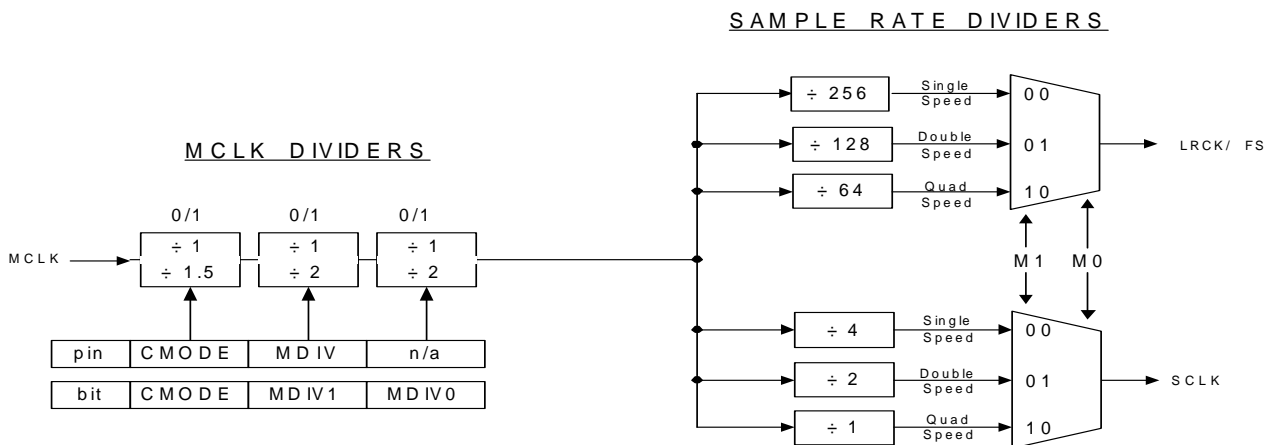 SAMPLE RATE DIVIDERS
÷ 256
Single Speed
00
÷ 128
Double Speed
01
LRCK/ FS
÷ 64
Quad Speed
10
MCLK DIVIDERS
0/1 0/1 0/1
MCLK
÷ 1 ÷ 1 ÷ 1
÷ 1.5 ÷ 2 ÷ 2
M1 M0
pin CMODE MDIV n/a
bit CMODE MDIV1 MDIV0
÷ 4
Single Speed
00
÷ 2
Double Speed
01
SCLK
÷ 1
Quad Speed
10